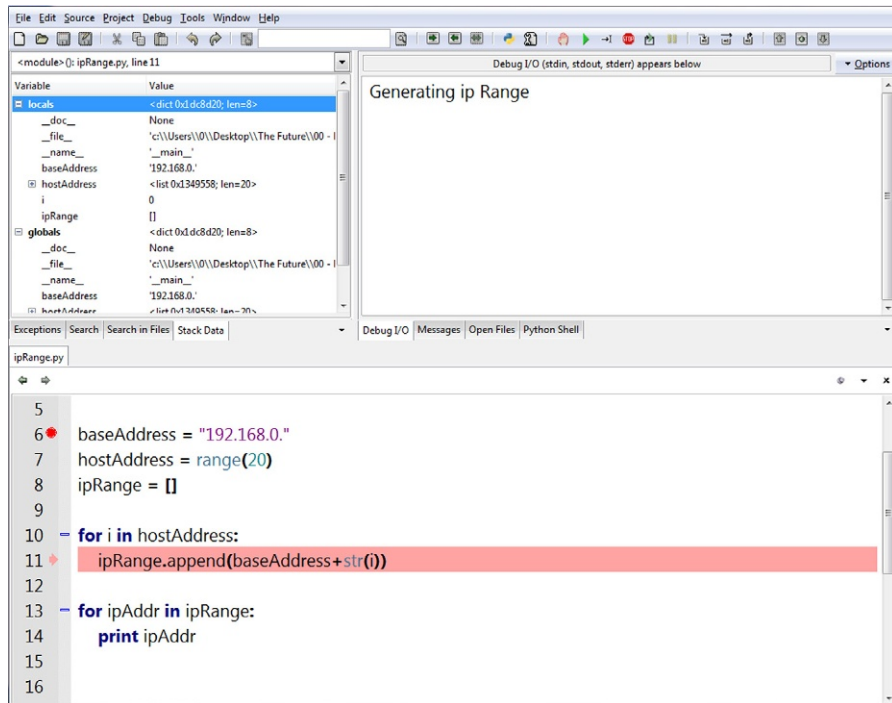 File Edit Source Project Debug Tools Window Help
<module>(): ipRange.py, line 11
Debug I/O (stdin, stdout, stderr) appears below
Options
Variable Value
locals <dict 0x1dc8d20; len=8>
__doc__ None
__file__ 'c:\\Users\\0\\Desktop\\The Future\\00 - I
__name__ '__main__'
baseAddress '192.168.0.'
hostAddress <list 0x1349558; len=20>
i 0
ipRange []
globals <dict 0x1dc8d20; len=8>
__doc__ None
__file__ 'c:\\Users\\0\\Desktop\\The Future\\00 - I
__name__ '__main__'
baseAddress '192.168.0.'
hostAddress <list 0x1349558; len=20>
Generating ip Range
Exceptions Search Search in Files Stack Data
Debug I/O Messages Open Files Python Shell
ipRange.py
5
6 baseAddress = "192.168.0."
7 hostAddress = range(20)
8 ipRange = []
9
10 for i in hostAddress:
11 ipRange.append(baseAddress+str(i))
12
13 for ipAddr in ipRange:
14 print ipAddr
15
16